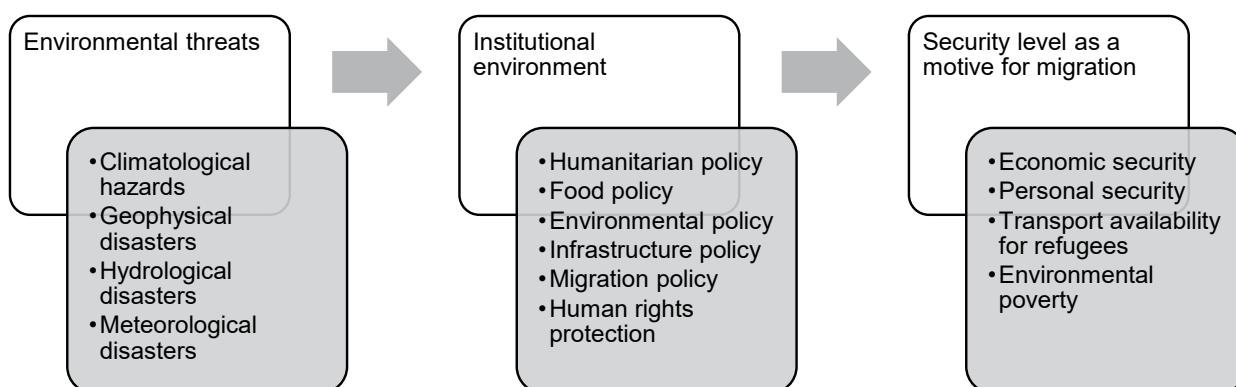 Environmental threats
•Climatological
hazards
•Geophysical
disasters
•Hydrological
disasters
•Meteorological
disasters
Institutional
environment
•Humanitarian policy
•Food policy
•Environmental policy
•Infrastructure policy
•Migration policy
•Human rights
protection
Security level as a
motive for migration
•Economic security
•Personal security
•Transport availability
for refugees
•Environmental
poverty